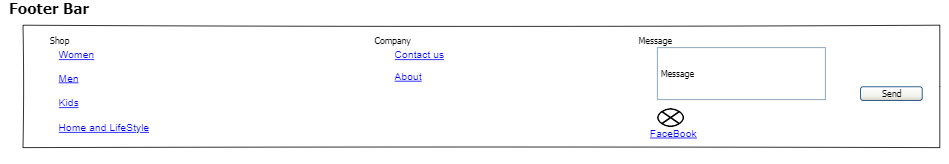 Footer Bar
Shop
Women
Men
Kids
Home and LifeStyle
Company
Contact us
About
Message
Message
Send
FaceBook